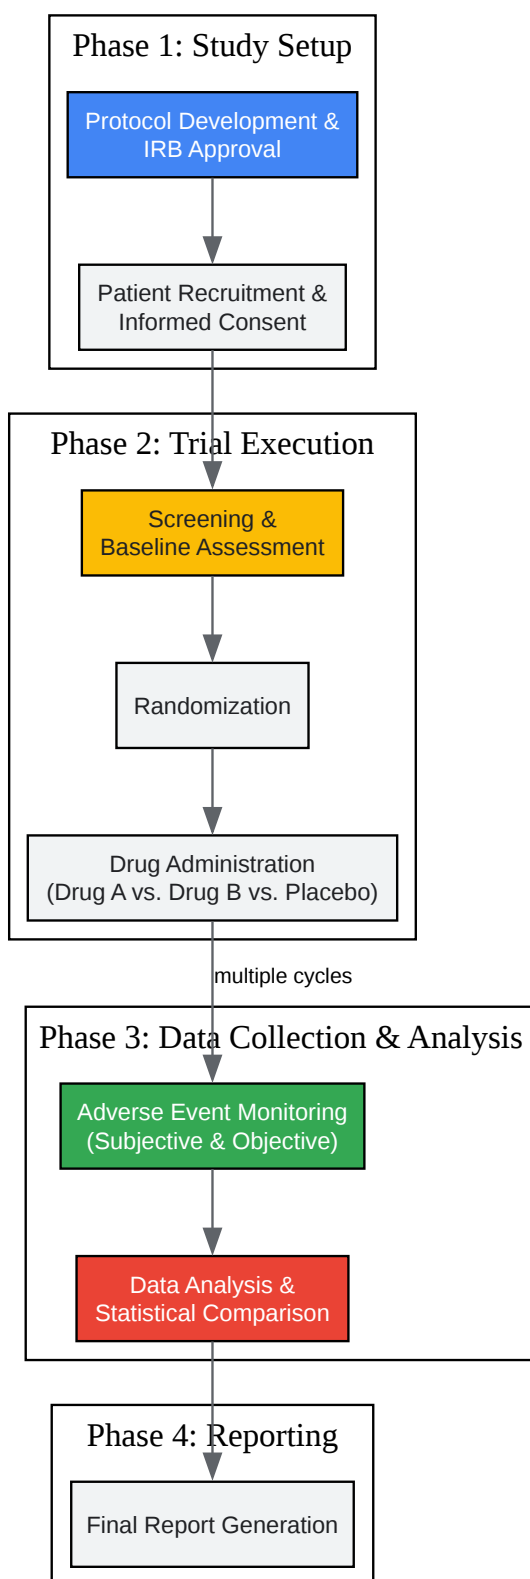 Phase 1: Study Setup
Protocol Development &
IRB Approval
Patient Recruitment &
Informed Consent
Phase 2: Trial Execution
Screening &
Baseline Assessment
Randomization
Drug Administration
(Drug A vs. Drug B vs. Placebo)
multiple cycles
Phase 3: Data Collection & Analysis
Adverse Event Monitoring
(Subjective & Objective)
Data Analysis &
Statistical Comparison
Phase 4: Reporting
Final Report Generation